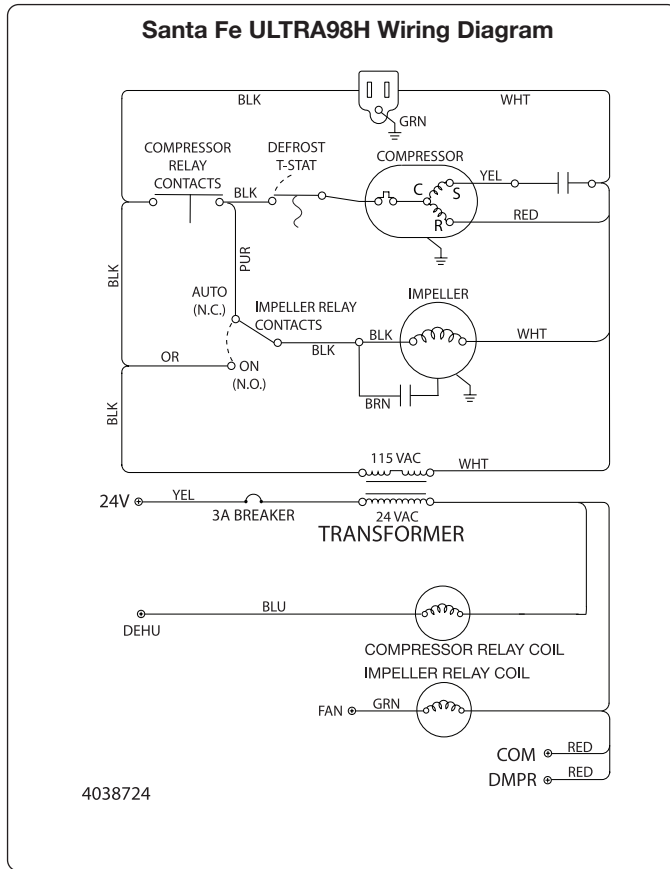 Santa Fe ULTRA98H Wiring Diagram
BLK
WHT
GRN
COMPRESSOR
RELAY
CONTACTS
DEFROST
T-STAT
COMPRESSOR
BLK
C
S
R
YEL
RED
BLK
PUR
AUTO
(N.C.)
IMPELLER RELAY
CONTACTS
IMPELLER
BLK
BLK
WHT
OR
ON
(N.O.)
BRN
BLK
115 VAC
WHT
24V
YEL
3A BREAKER
24 VAC
TRANSFORMER
BLU
DEHU
COMPRESSOR RELAY COIL
IMPELLER RELAY COIL
FAN
GRN
COM
RED
DMPR
RED
4038724